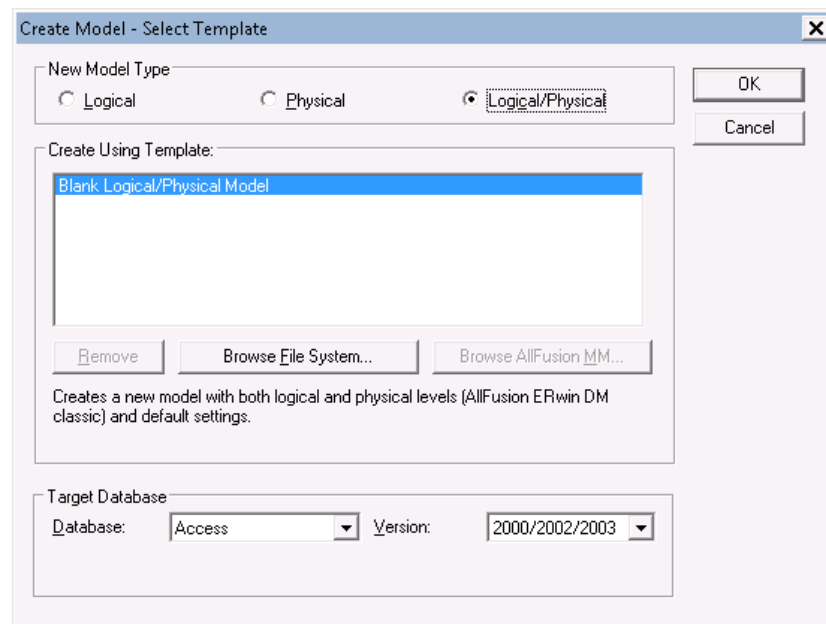 Create Model - Select Template
New Model Type
Logical
Physical
Logical/Physical
OK
Cancel
Create Using Template:
Blank Logical/Physical Model
Remove
Browse File System...
Browse AllFusion MM...
Creates a new model with both logical and physical levels (AllFusion ERwin DM
classic) and default settings.
Target Database
Database:
Access
Version:
2000/2002/2003